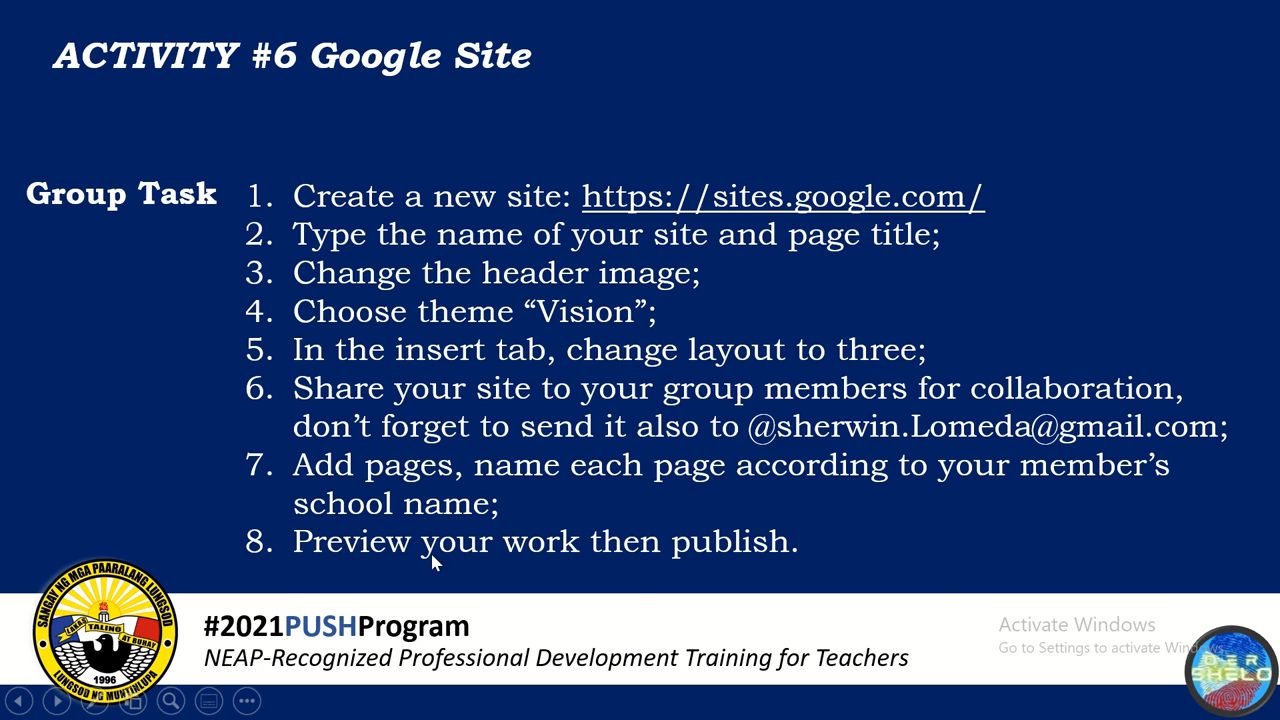 ACTIVITY #6 Google Site
Group Task
1. Create a new site: https://sites.google.com/
2. Type the name of your site and page title;
3. Change the header image;
4. Choose theme “Vision”;
5. In the insert tab, change layout to three;
6. Share your site to your group members for collaboration,
don’t forget to send it also to @sherwin.Lomeda@gmail.com;
7. Add pages, name each page according to your member’s
school name;
8. Preview your work then publish.
SANGAY NG MGA PAARALANG LUNGSOD
TALINO
AT BUHAY
1996
LUNGSOD NG MUNTINLUPA
#2021PUSHProgram
NEAP-Recognized Professional Development Training for Teachers
Activate Windows
Go to Settings to activate Windows.